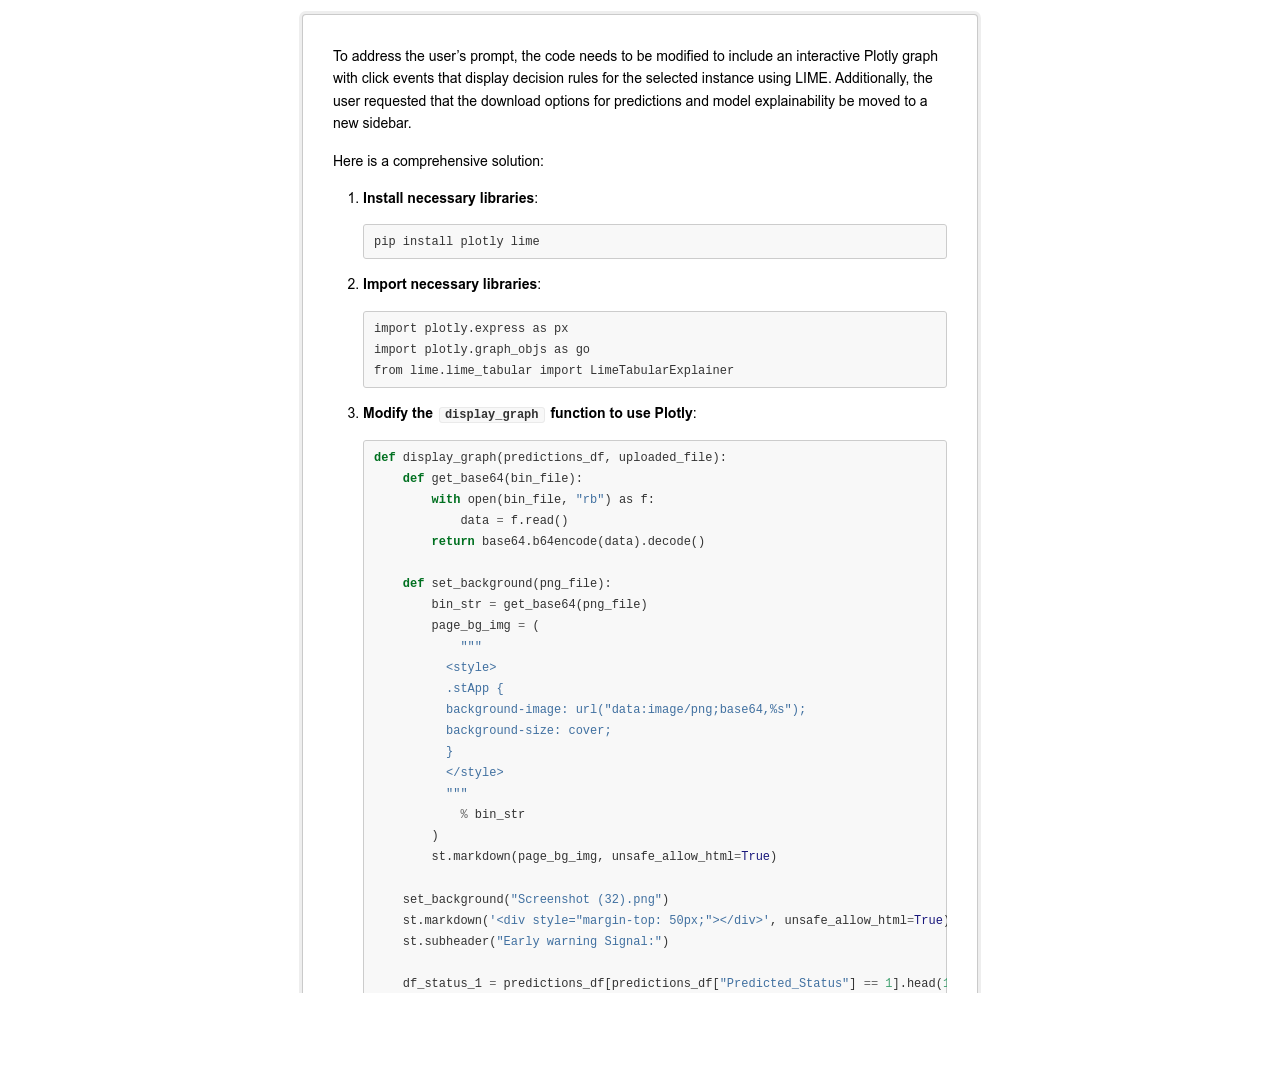 To address the user’s prompt, the code needs to be modified to include an interactive Plotly graph
with click events that display decision rules for the selected instance using LIME. Additionally, the
user requested that the download options for predictions and model explainability be moved to a
new sidebar.
Here is a comprehensive solution:
1. Install necessary libraries:
pip install plotly lime
2. Import necessary libraries:
import plotly.express as px
import plotly.graph_objs as go
from lime.lime_tabular import LimeTabularExplainer
3. Modify the display_graph function to use Plotly:
def display_graph(predictions_df, uploaded_file):
    def get_base64(bin_file):
        with open(bin_file, "rb") as f:
            data = f.read()
        return base64.b64encode(data).decode()
    def set_background(png_file):
        bin_str = get_base64(png_file)
        page_bg_img = (
            """
          <style>
          .stApp {
          background-image: url("data:image/png;base64,%s");
          background-size: cover;
          }
          </style>
          """
            % bin_str
        )
        st.markdown(page_bg_img, unsafe_allow_html=True)
    set_background("Screenshot (32).png")
    st.markdown('<div style="margin-top: 50px;"></div>', unsafe_allow_html=True)
    st.subheader("Early warning Signal:")
    df_status_1 = predictions_df[predictions_df["Predicted_Status"] == 1].head(